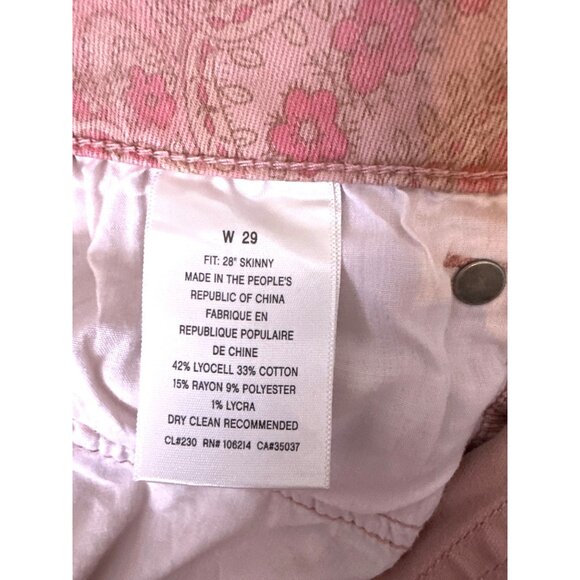 W 29
FIT: 28" SKINNY
MADE IN THE PEOPLE'S
REPUBLIC OF CHINA
FABRIQUE EN
REPUBLIQUE POPULAIRE
DE CHINE
42% LYOCELL 33% COTTON
15% RAYON 9% POLYESTER
1% LYCRA
DRY CLEAN RECOMMENDED
CL#230 RN# 106214 CA#35037